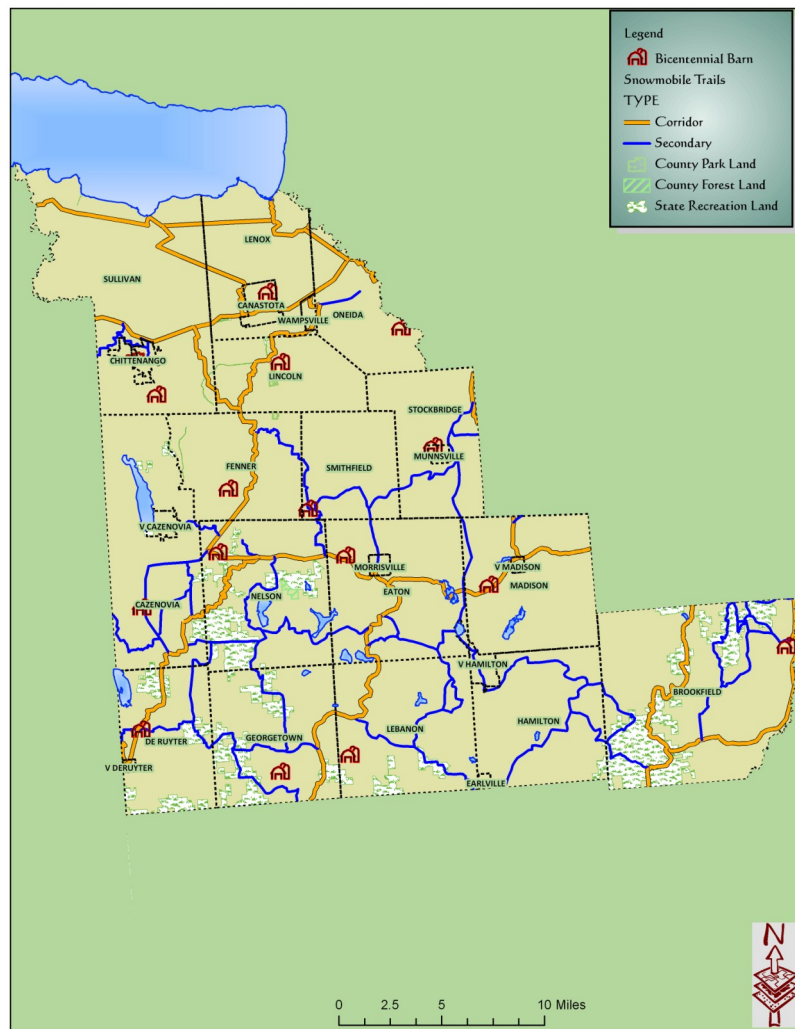 Legend
Bicentennial Barn
Snowmobile Trails
TYPE
Corridor
Secondary
County Park Land
County Forest Land
State Recreation Land
LENOX
SULLIVAN
CANASTOTA
WAMPSVILLE
ONEIDA
CHITTENANGO
LINCOLN
STOCKBRIDGE
MUNNSVILLE
FENNER
SMITHFIELD
V CAZENOVIA
MORRISVILLE
V MADISON
MADISON
EATON
NELSON
CAZENOVIA
V HAMILTON
BROOKFIELD
HAMILTON
LEBANON
GEORGETOWN
DE RUYTER
V DERUYTER
EARLVILLE
N
0 2.5 5 10 Miles